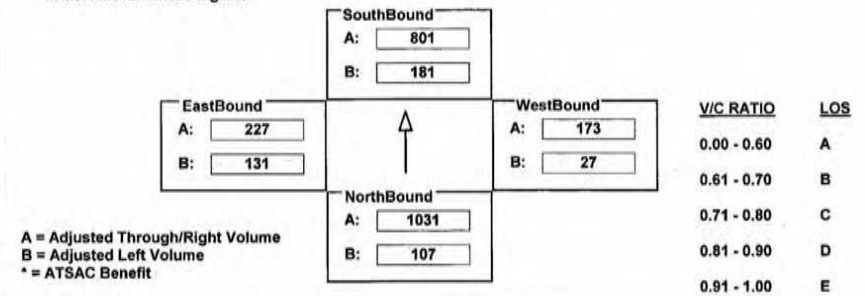 SouthBound
A: 801
B: 181
EastBound
A: 227
B: 131
WestBound
A: 173
B: 27
NorthBound
A: 1031
B: 107
A = Adjusted Through/Right Volume
B = Adjusted Left Volume
* = ATSAC Benefit
V/C RATIO LOS
0.00 - 0.60 A
0.61 - 0.70 B
0.71 - 0.80 C
0.81 - 0.90 D
0.91 - 1.00 E